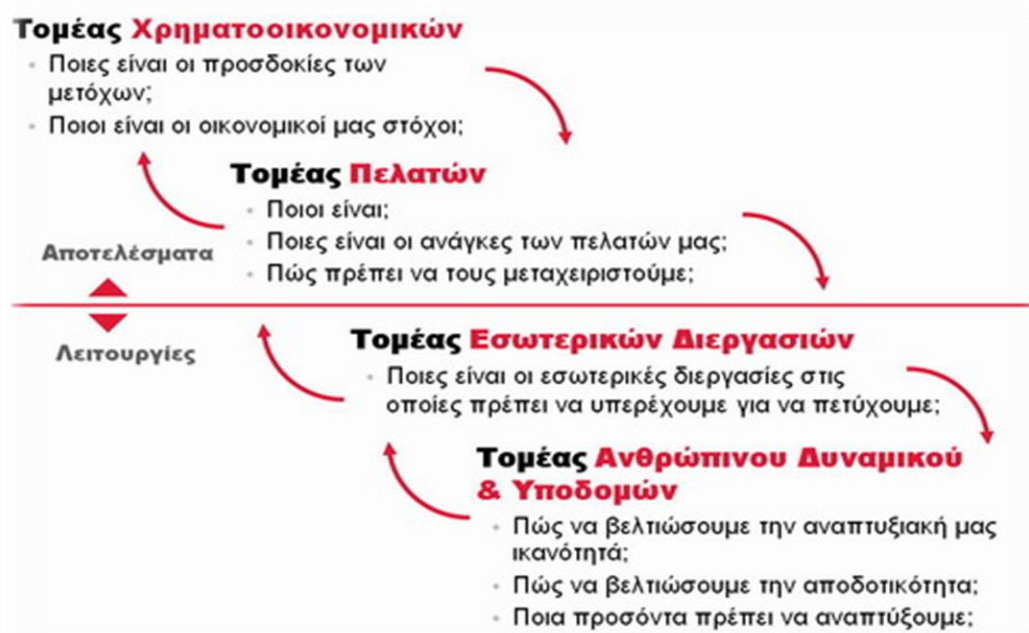 Τομέας Χρηματοοικονομικών
• Ποιες είναι οι προσδοκίες των
μετόχων;
• Ποιοι είναι οι οικονομικοί μας στόχοι;
Τομέας Πελατών
• Ποιοι είναι;
• Ποιες είναι οι ανάγκες των πελατών μας;
• Πώς πρέπει να τους μεταχειριστούμε;
Αποτελέσματα
Λειτουργίες
Τομέας Εσωτερικών Διεργασιών
• Ποιες είναι οι εσωτερικές διεργασίες στις
οποίες πρέπει να υπερέχουμε για να πετύχουμε;
Τομέας Ανθρώπινου Δυναμικού
& Υποδομών
• Πώς να βελτιώσουμε την αναπτυξιακή μας
ικανότητά;
• Πώς να βελτιώσουμε την αποδοτικότητα;
• Ποια προσόντα πρέπει να αναπτύξουμε;